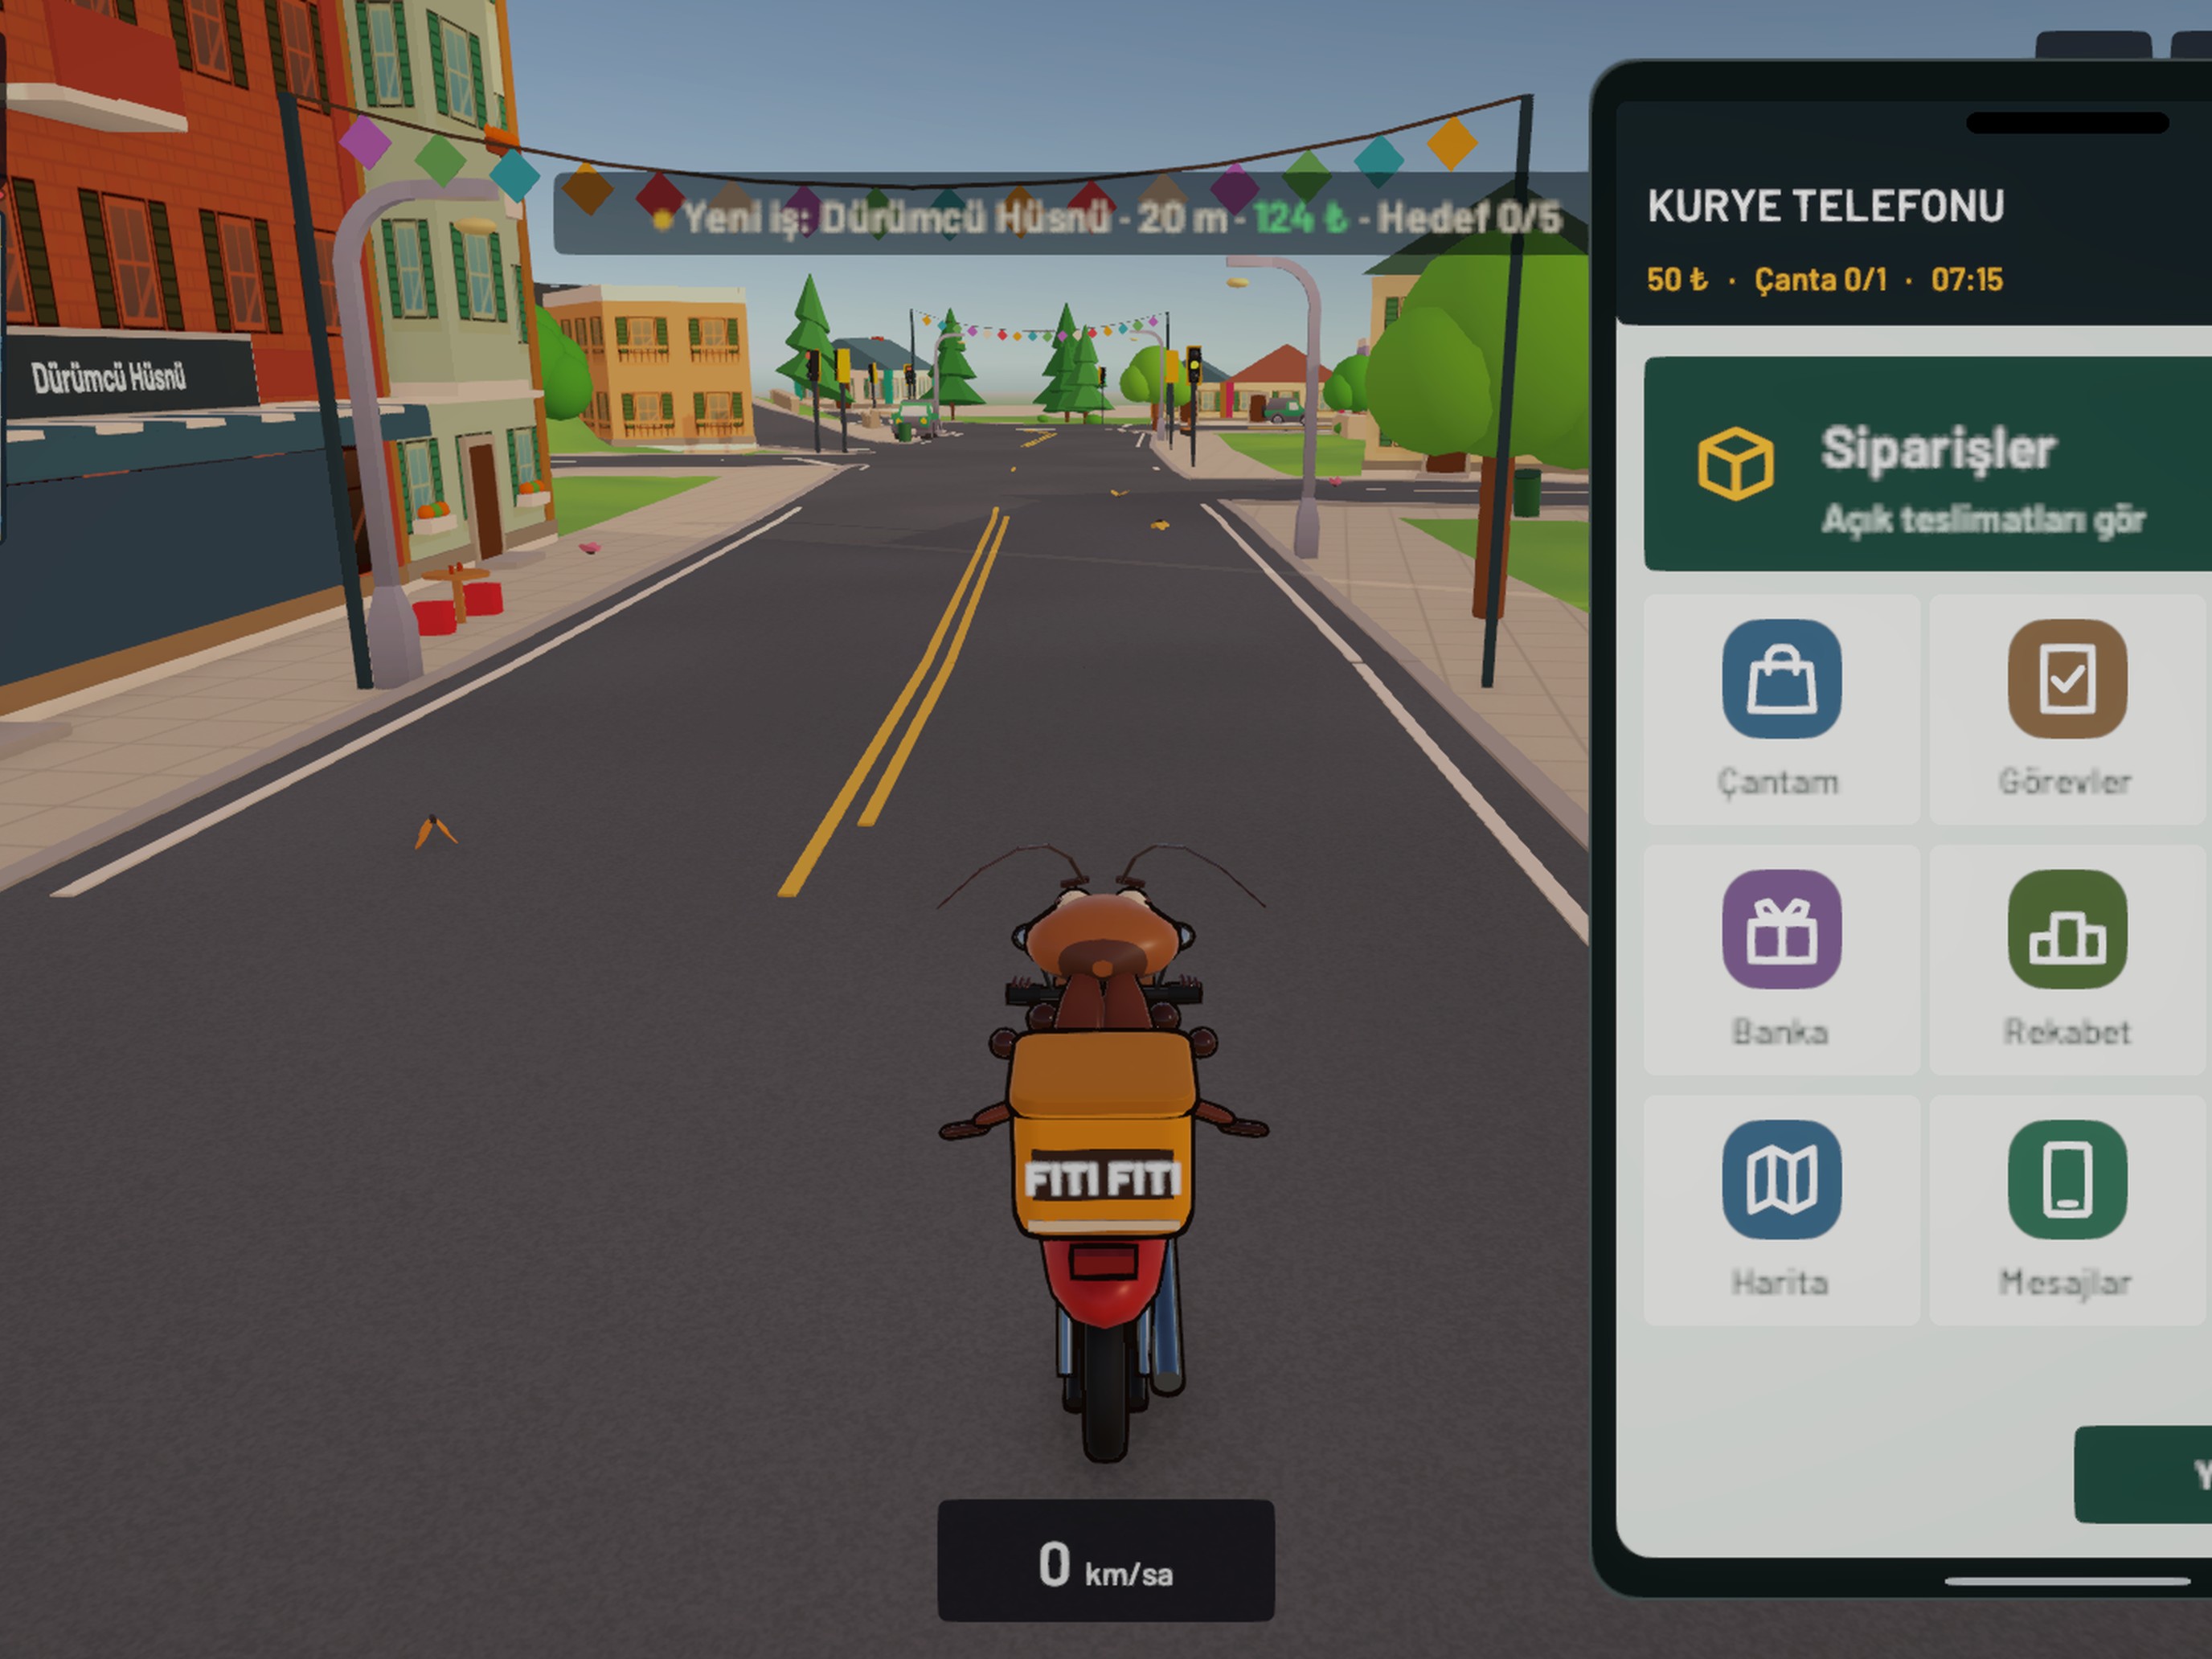 Yeni iş: Dürümcü Hüsnü - 20 m - 124 ₺ - Hedef 0/5
Dürümcü Hüsnü
FITI FITI
0 km/sa
KURYE TELEFONU
50 ₺ · Çanta 0/1 · 07:15
Siparişler
Açık teslimatları gör
Çantam
Görevler
Banka
Rekabet
Harita
Mesajlar